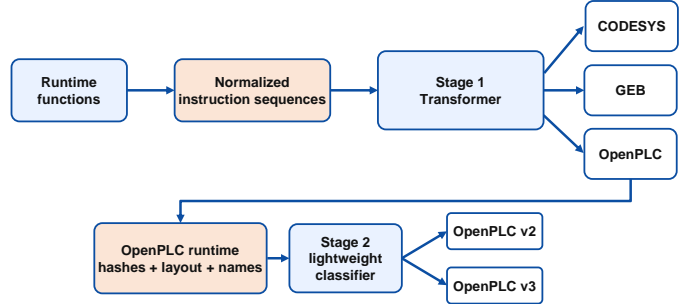 Runtime
functions
Normalized
instruction sequences
Stage 1
Transformer
CODESYS
GEB
OpenPLC
OpenPLC runtime
hashes + layout + names
Stage 2
lightweight
classifier
OpenPLC v2
OpenPLC v3